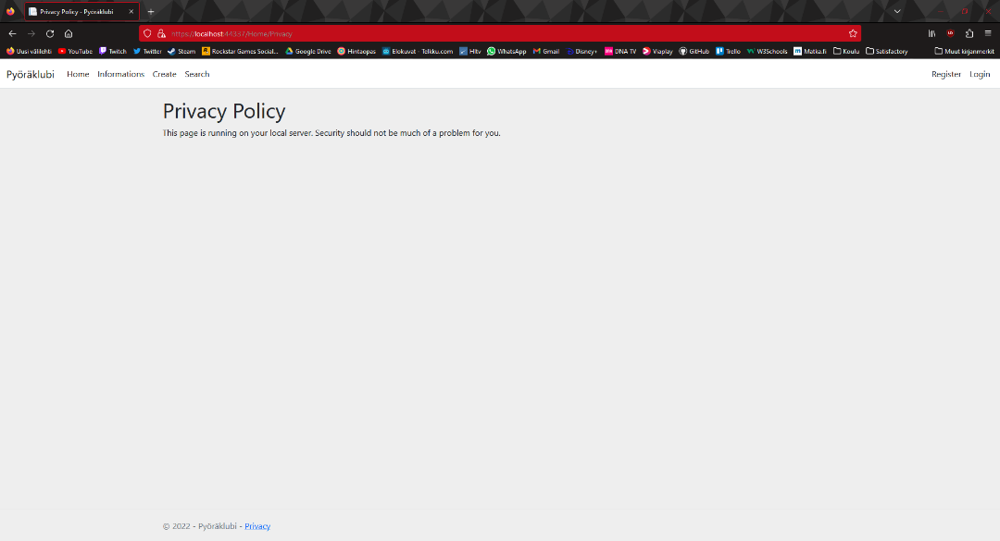 Privacy Policy - Pyöräklubi
https://localhost:44337/Home/Privacy
Uusi välilehti YouTube Twitch Twitter Steam Rockstar Games Social... Google Drive Hintaopas Elokuvat - Telkku.com Hltv WhatsApp Gmail Disney+ DNA TV Viaplay GitHub Trello W3Schools Matka.fi Koulu Satisfactory Muut kirjanmerkit
Pyöräklubi Home Informations Create Search Register Login
Privacy Policy
This page is running on your local server. Security should not be much of a problem for you.
© 2022 - Pyöräklubi - Privacy